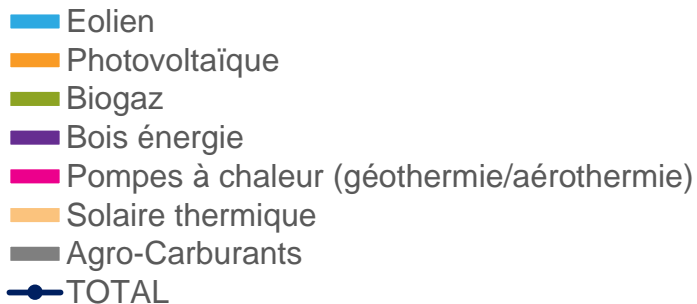 Eolien
Photovoltaïque
Biogaz
Bois énergie
Pompes à chaleur (géothermie/aérothermie)
Solaire thermique
Agro-Carburants
TOTAL